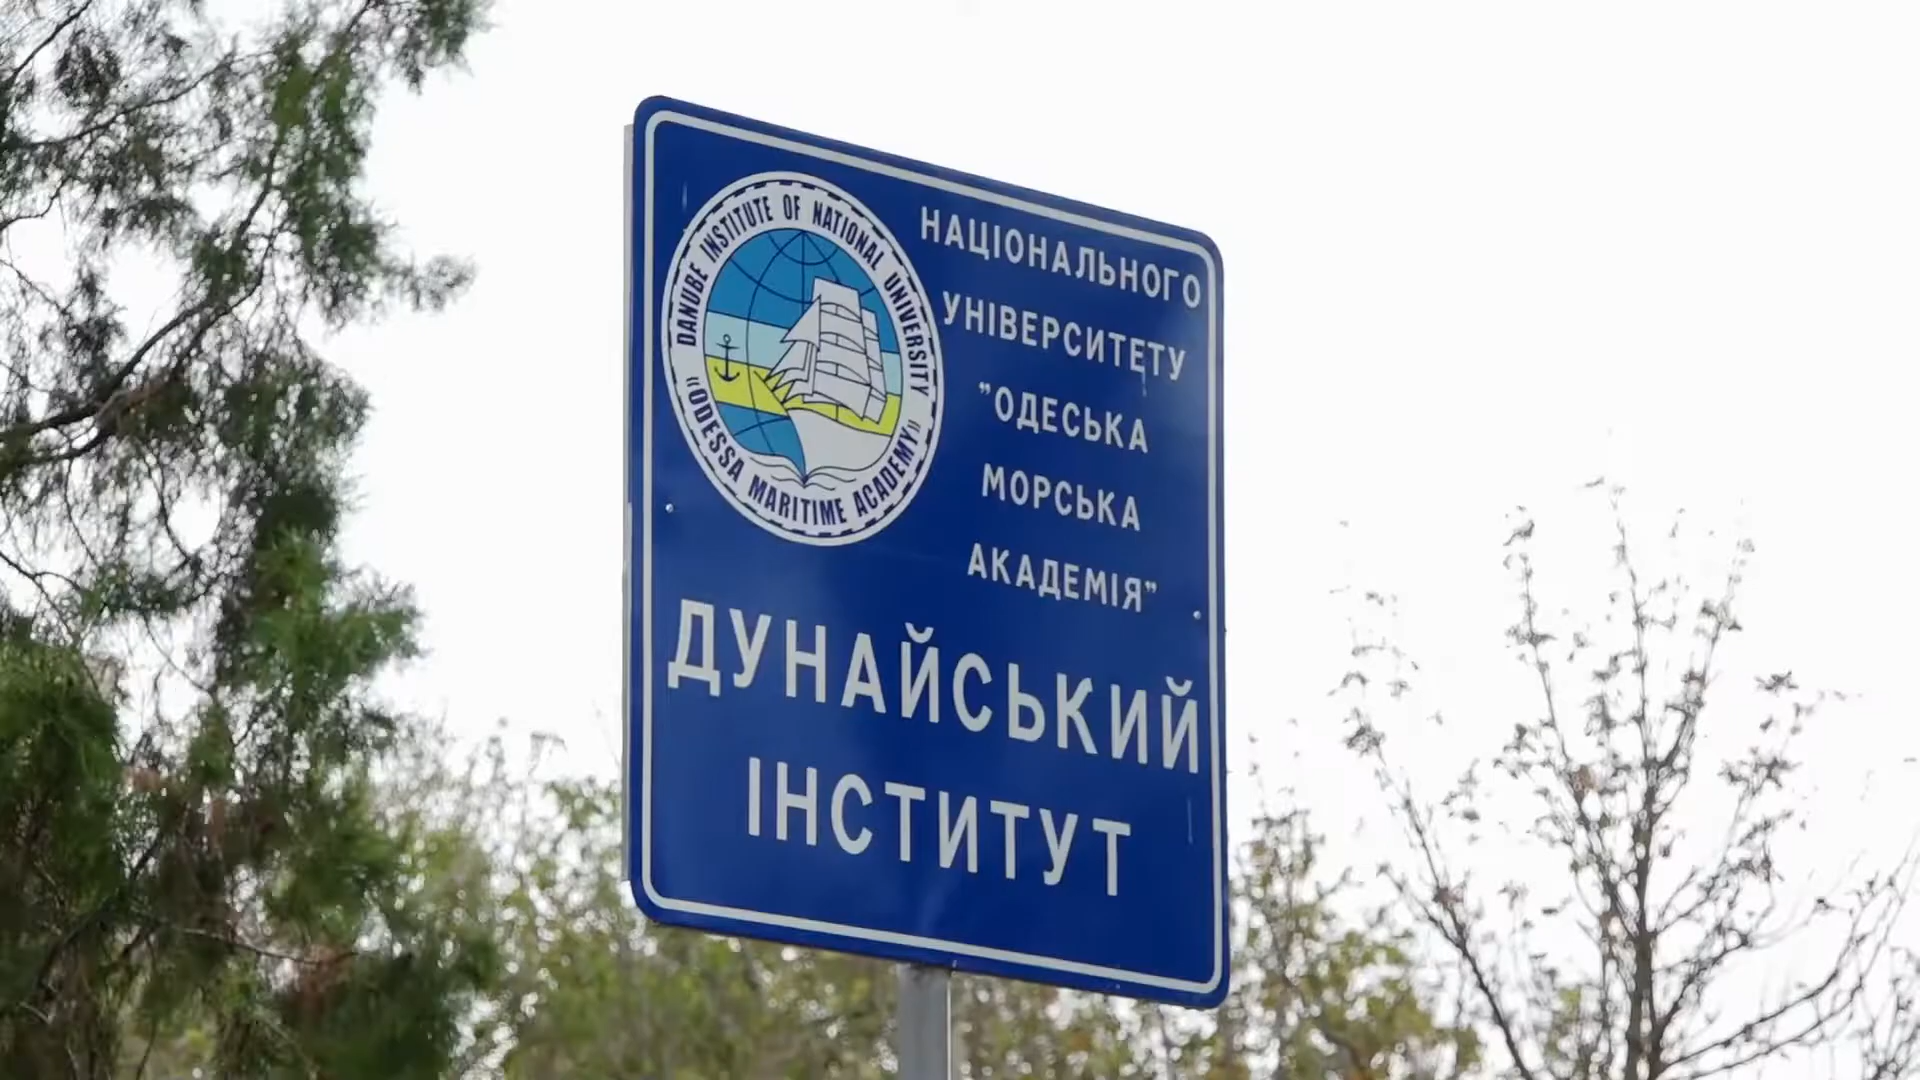 DANUBE INSTITUTE OF NATIONAL UNIVERSITY
«ODESSA MARITIME ACADEMY»
НАЦІОНАЛЬНОГО
УНІВЕРСИТЕТУ
"ОДЕСЬКА
МОРСЬКА
АКАДЕМІЯ"
ДУНАЙСЬКИЙ
ІНСТИТУТ